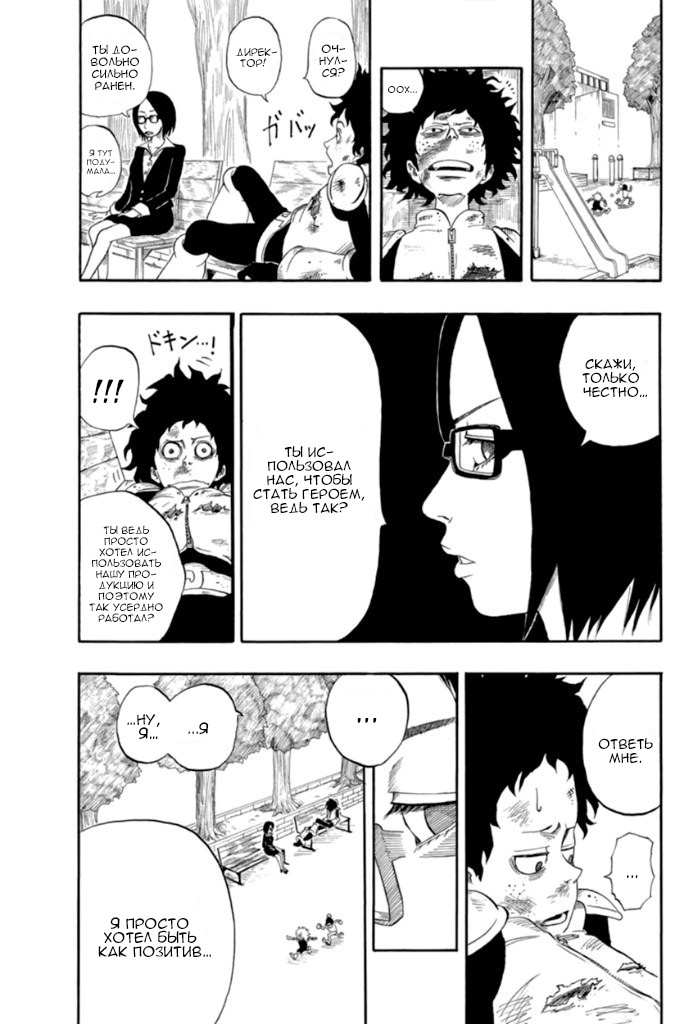 ООХ...
ОЧ-
НУЛ-
СЯ?
ДИРЕК-
ТОР!
ТЫ ДО-
ВОЛЬНО
СИЛЬНО
РАНЕН.
ガバッ
Я ТУТ
ПОДУ-
МАЛА...
СКАЖИ,
ТОЛЬКО
ЧЕСТНО...
ТЫ ИС-
ПОЛЬЗОВАЛ
НАС, ЧТОБЫ
СТАТЬ ГЕРОЕМ,
ВЕДЬ ТАК?
ドキン…!
!!!
ТЫ ВЕДЬ
ПРОСТО
ХОТЕЛ ИС-
ПОЛЬЗОВАТЬ
НАШУ ПРО-
ДУКЦИЮ И
ПОЭТОМУ
ТАК УСЕРДНО
РАБОТАЛ?
ОТВЕТЬ
МНЕ.
...
...
...Я
...НУ,
Я...
Я ПРОСТО
ХОТЕЛ БЫТЬ
КАК ПОЗИТИВ...